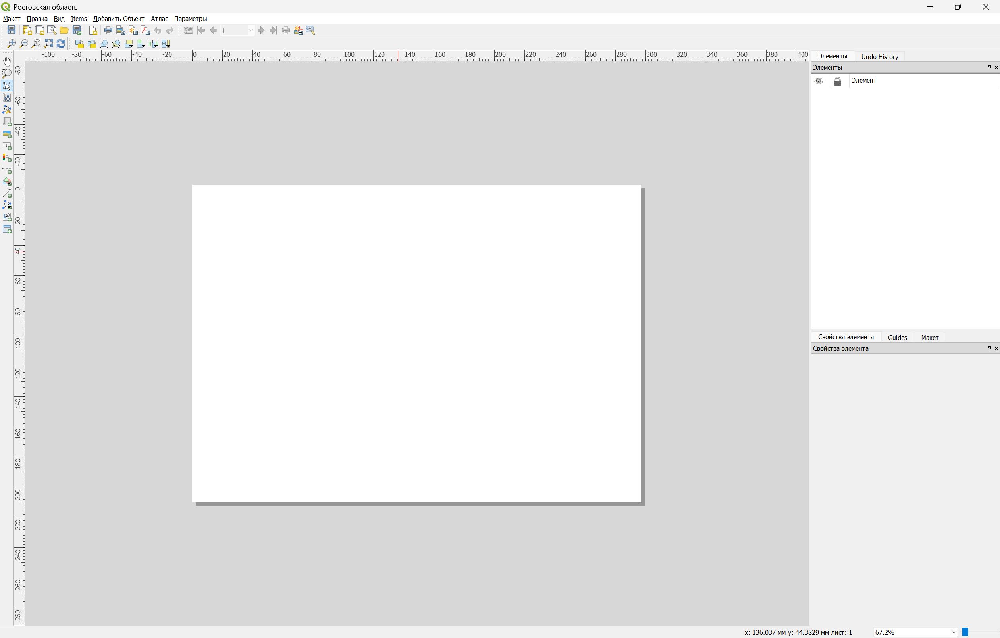 Ростовская область
Макет Правка Вид Items Добавить Объект Атлас Параметры
1
-100 -80 -60 -40 -20 0 20 40 60 80 100 120 140 160 180 200 220 240 260 280 300 320 340 360 380 400
-80
-60
-40
-20
0
20
40
60
80
100
120
140
160
180
200
220
240
260
280
Элементы Undo History
Элементы
Элемент
Свойства элемента Guides Макет
Свойства элемента
x: 136.037 мм y: 44.3829 мм лист: 1 67.2%